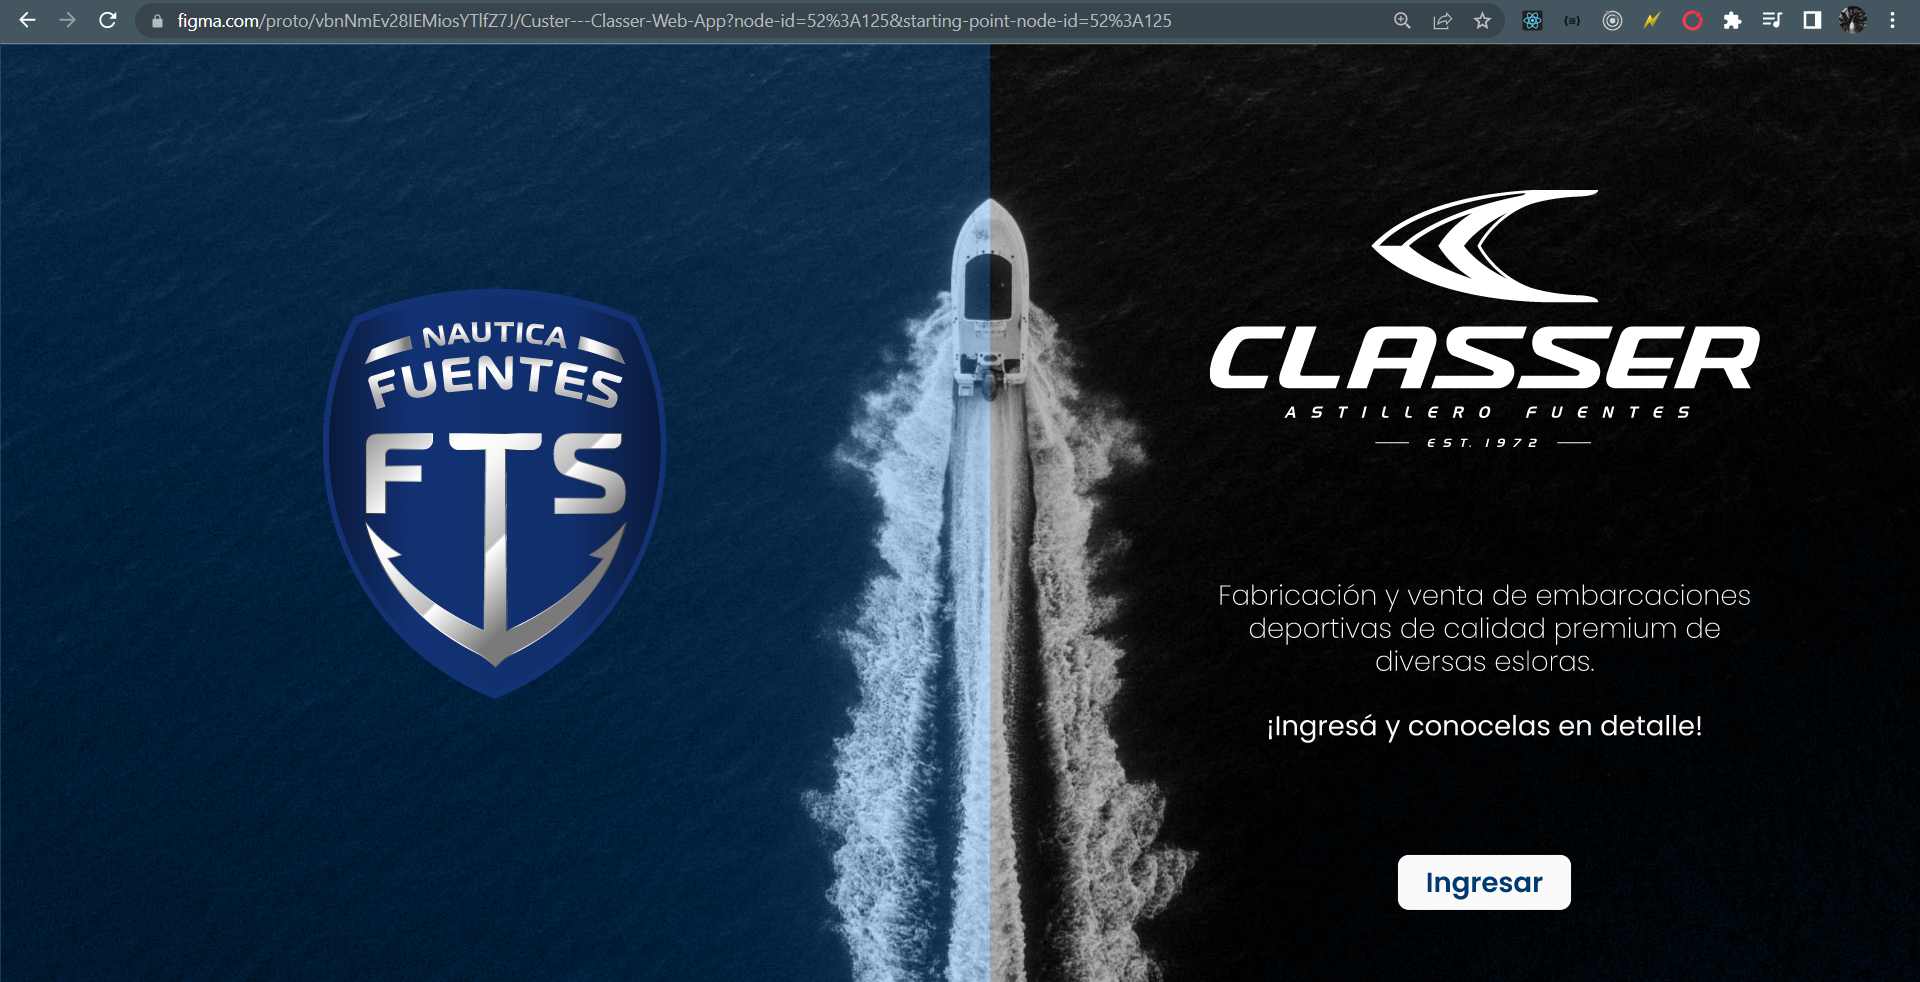 figma.com/proto/vbnNmEv28IEMiosYTlfZ7J/Custer---Classer-Web-App?node-id=52%3A125&starting-point-node-id=52%3A125
NAUTICA
FUENTES
FTS
CLASSER
ASTILLERO FUENTES
EST. 1972
Fabricación y venta de embarcaciones
deportivas de calidad premium de
diversas esloras.
¡Ingresá y conocelas en detalle!
Ingresar